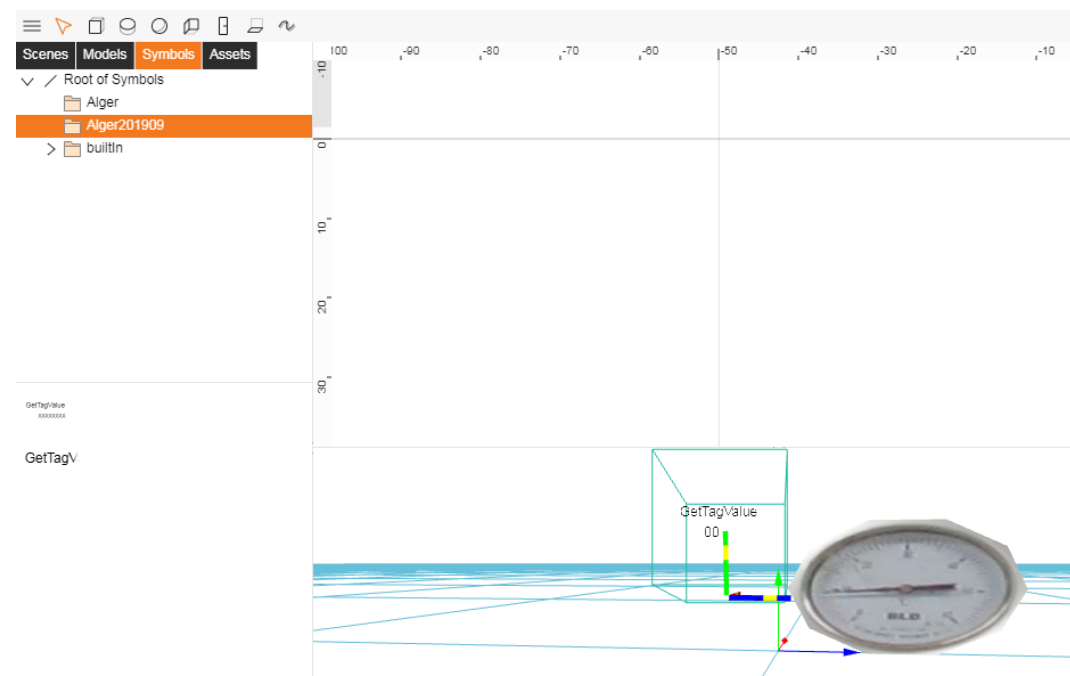 Scenes Models Symbols Assets
Root of Symbols
Alger
Alger201909
builtIn
100 -90 -80 -70 -60 -50 -40 -30 -20 -10
-10
0
10
20
30
GetTagValue
xxxxxxxx
GetTagV
GetTagValue
00
BLD